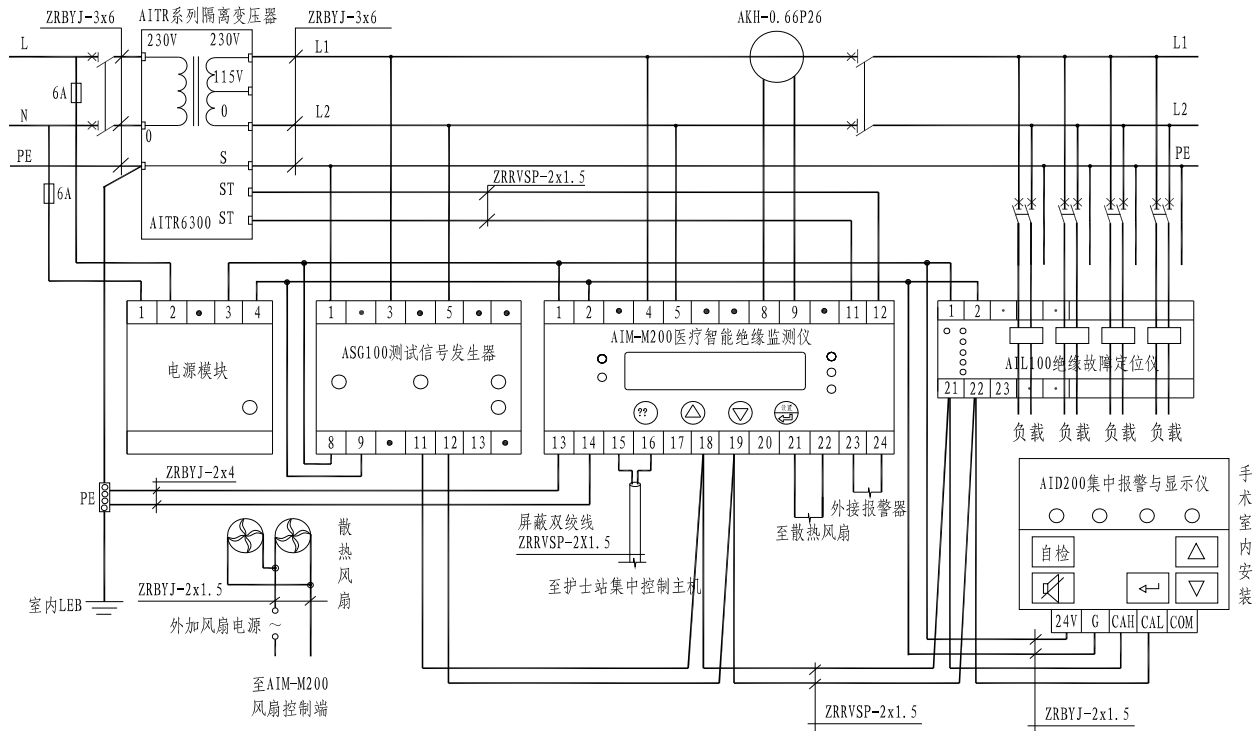 ZRBYJ-3x6
AITR系列隔离变压器
ZRBYJ-3x6
AKH-0.66P26
L
230V
230V
L1
L1
115V
6A
N
0
0
L2
L2
PE
S
PE
6A
ST
ZRRVSP-2x1.5
AITR6300
ST
1 2 • 3 4
1 • 3 • 5 • •
1 2 • 4 5 • • 8 9 • 11 12
1 2 · ·
电源模块
ASG100测试信号发生器
AIM-M200医疗智能绝缘监测仪
AIL100绝缘故障定位仪
??
设置
21 22 23 · ·
8 9 • 11 12 13 •
13 14 15 16 17 18 19 20 21 22 23 24
负载
负载
负载
负载
ZRBYJ-2x4
PE
屏蔽双绞线
ZRRVSP-2X1.5
至护士站集中控制主机
至散热风扇
外接报警器
AID200集中报警与显示仪
自检
24V G CAH CAL COM
手术室内安装
散热风扇
ZRBYJ-2x1.5
室内LEB
外加风扇电源
~
至AIM-M200
风扇控制端
ZRRVSP-2x1.5
ZRBYJ-2x1.5